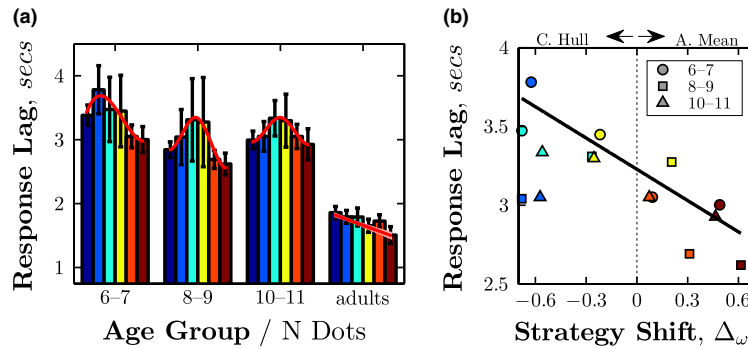 (a)
4
3
2
1
Response Lag, secs
6–7 8–9 10–11 adults
Age Group / N Dots
(b)
C. Hull A. Mean
6–7
8–9
10–11
4
3.5
3
2.5
Response Lag, secs
−0.6 −0.3 0 0.3 0.6
Strategy Shift, Δω